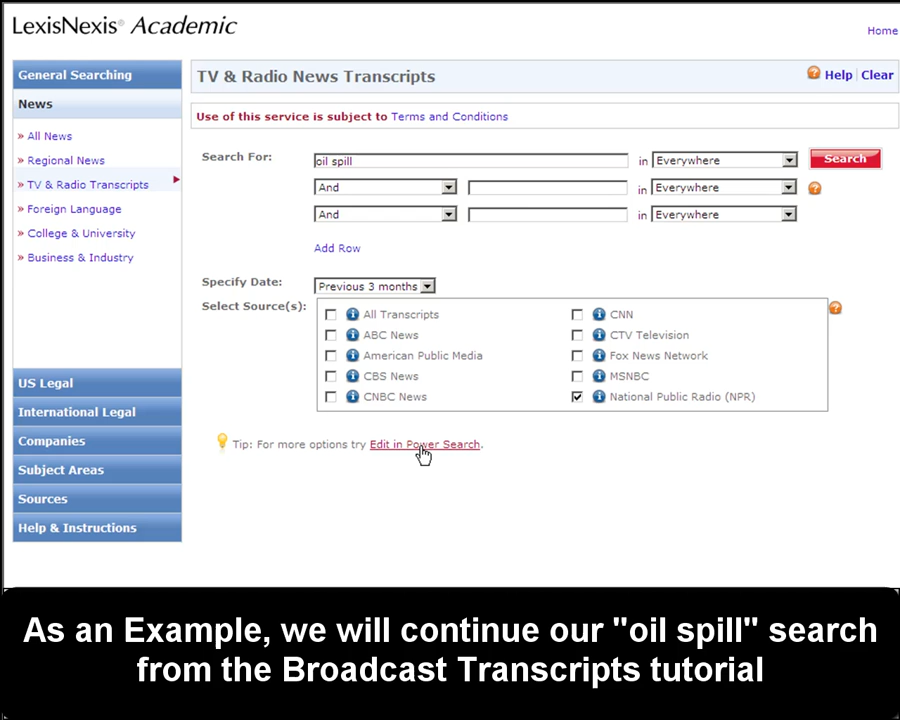 LexisNexis® Academic
Home
General Searching
News
» All News
» Regional News
» TV & Radio Transcripts
» Foreign Language
» College & University
» Business & Industry
US Legal
International Legal
Companies
Subject Areas
Sources
Help & Instructions
TV & Radio News Transcripts
? Help | Clear
Use of this service is subject to Terms and Conditions
Search For: oil spill in Everywhere Search
And in Everywhere ?
And in Everywhere
Add Row
Specify Date: Previous 3 months
Select Source(s): ?
All Transcripts CNN
ABC News CTV Television
American Public Media Fox News Network
CBS News MSNBC
CNBC News National Public Radio (NPR)
Tip: For more options try Edit in Power Search.
As an Example, we will continue our "oil spill" search
from the Broadcast Transcripts tutorial